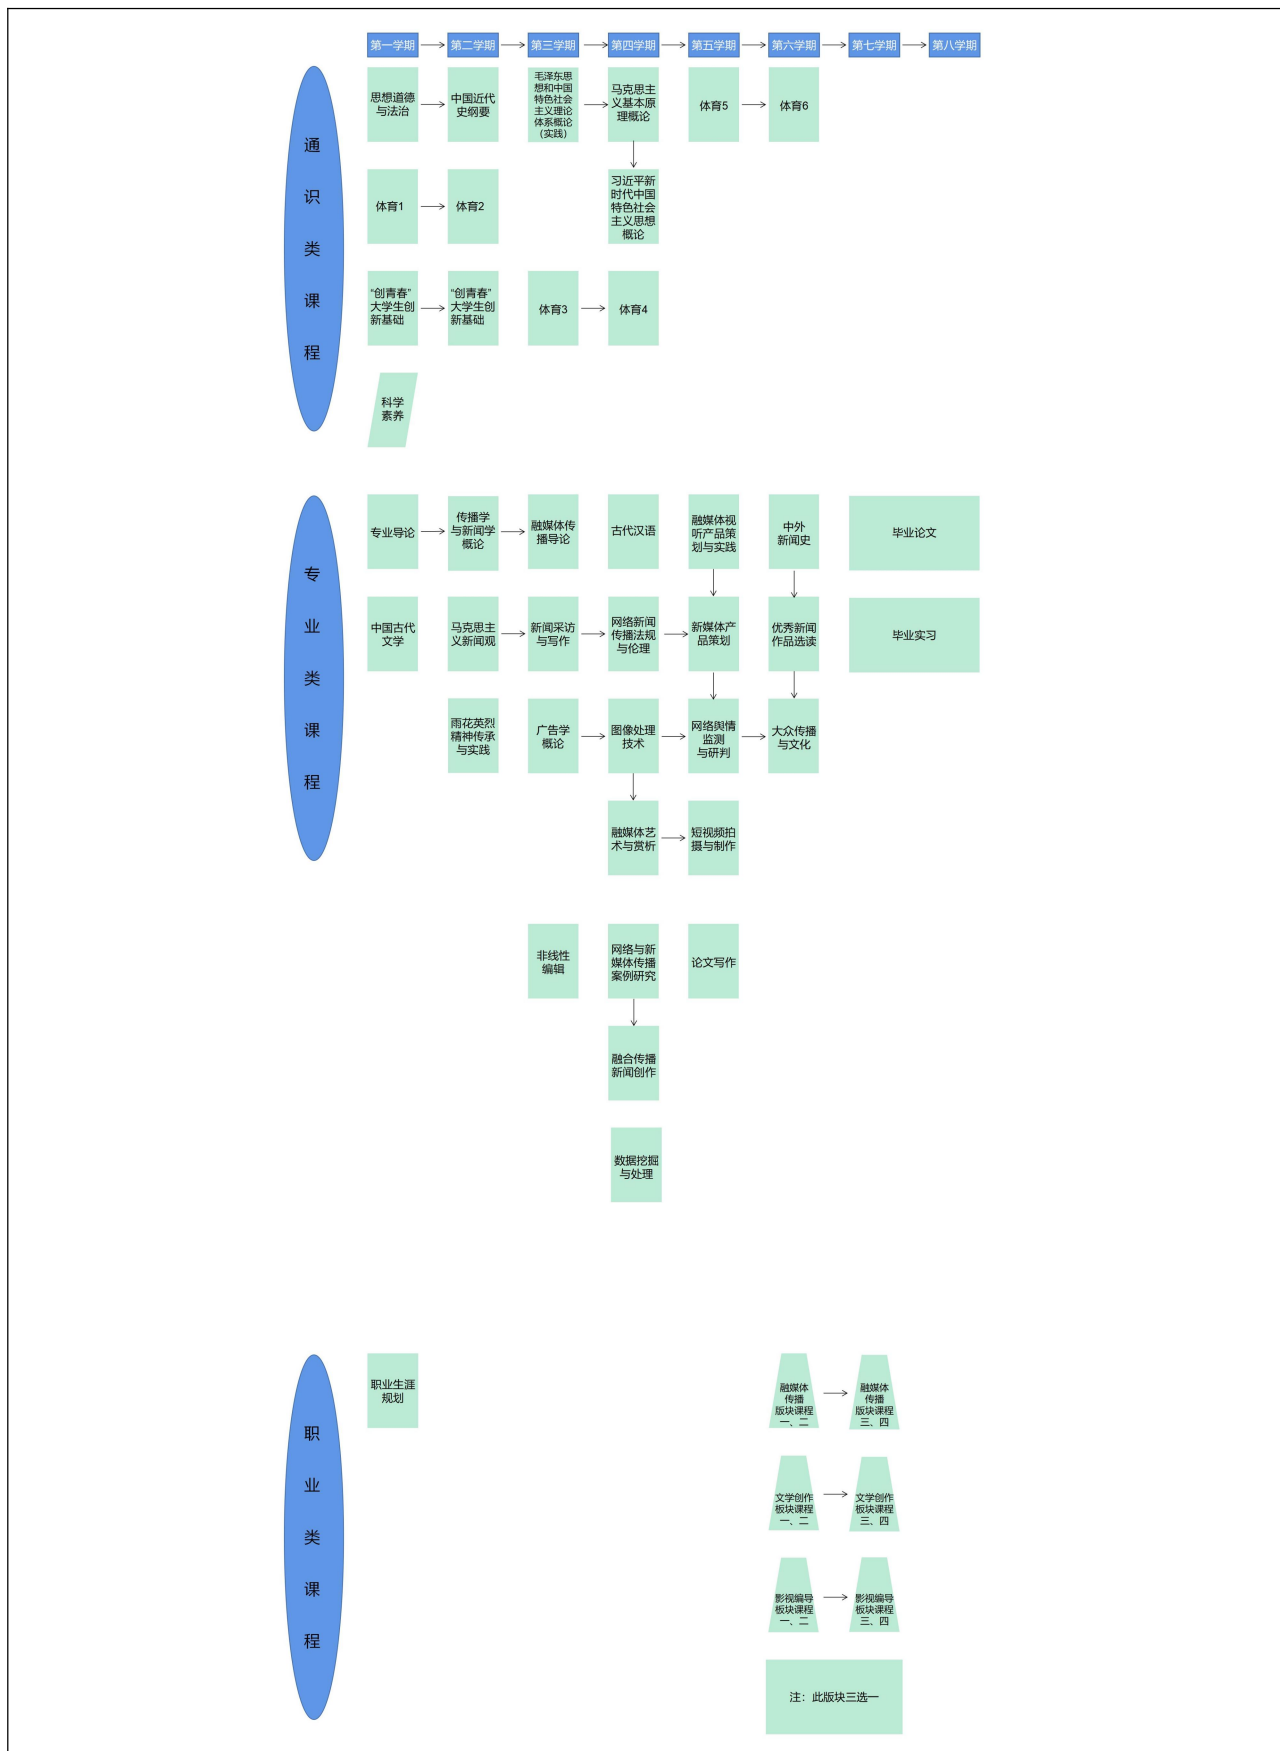 第一学期
第二学期
第三学期
第四学期
第五学期
第六学期
第七学期
第八学期
通
识
类
课
程
思想道德
与法治
中国近代
史纲要
毛泽东思
想和中国
特色社会
主义理论
体系概论
（实践）
马克思主
义基本原
理概论
体育5
体育6
体育1
体育2
习近平新
时代中国
特色社会
主义思想
概论
“创青春”
大学生创
新基础
“创青春”
大学生创
新基础
体育3
体育4
科学
素养
专
业
类
课
程
专业导论
传播学
与新闻学
概论
融媒体传
播导论
古代汉语
融媒体视
听产品策
划与实践
中外
新闻史
毕业论文
中国古代
文学
马克思主
义新闻观
新闻采访
与写作
网络新闻
传播法规
与伦理
新媒体产
品策划
优秀新闻
作品选读
毕业实习
雨花英烈
精神传承
与实践
广告学
概论
图像处理
技术
网络舆情
监测
与研判
大众传播
与文化
融媒体艺
术与赏析
短视频拍
摄与制作
非线性
编辑
网络与新
媒体传播
案例研究
论文写作
融合传播
新闻创作
数据挖掘
与处理
职
业
类
课
程
职业生涯
规划
融媒体
传播
版块课程
一、二
融媒体
传播
版块课程
三、四
文学创作
板块课程
一、二
文学创作
板块课程
三、四
影视编导
板块课程
一、二
影视编导
板块课程
三、四
注：此版块三选一